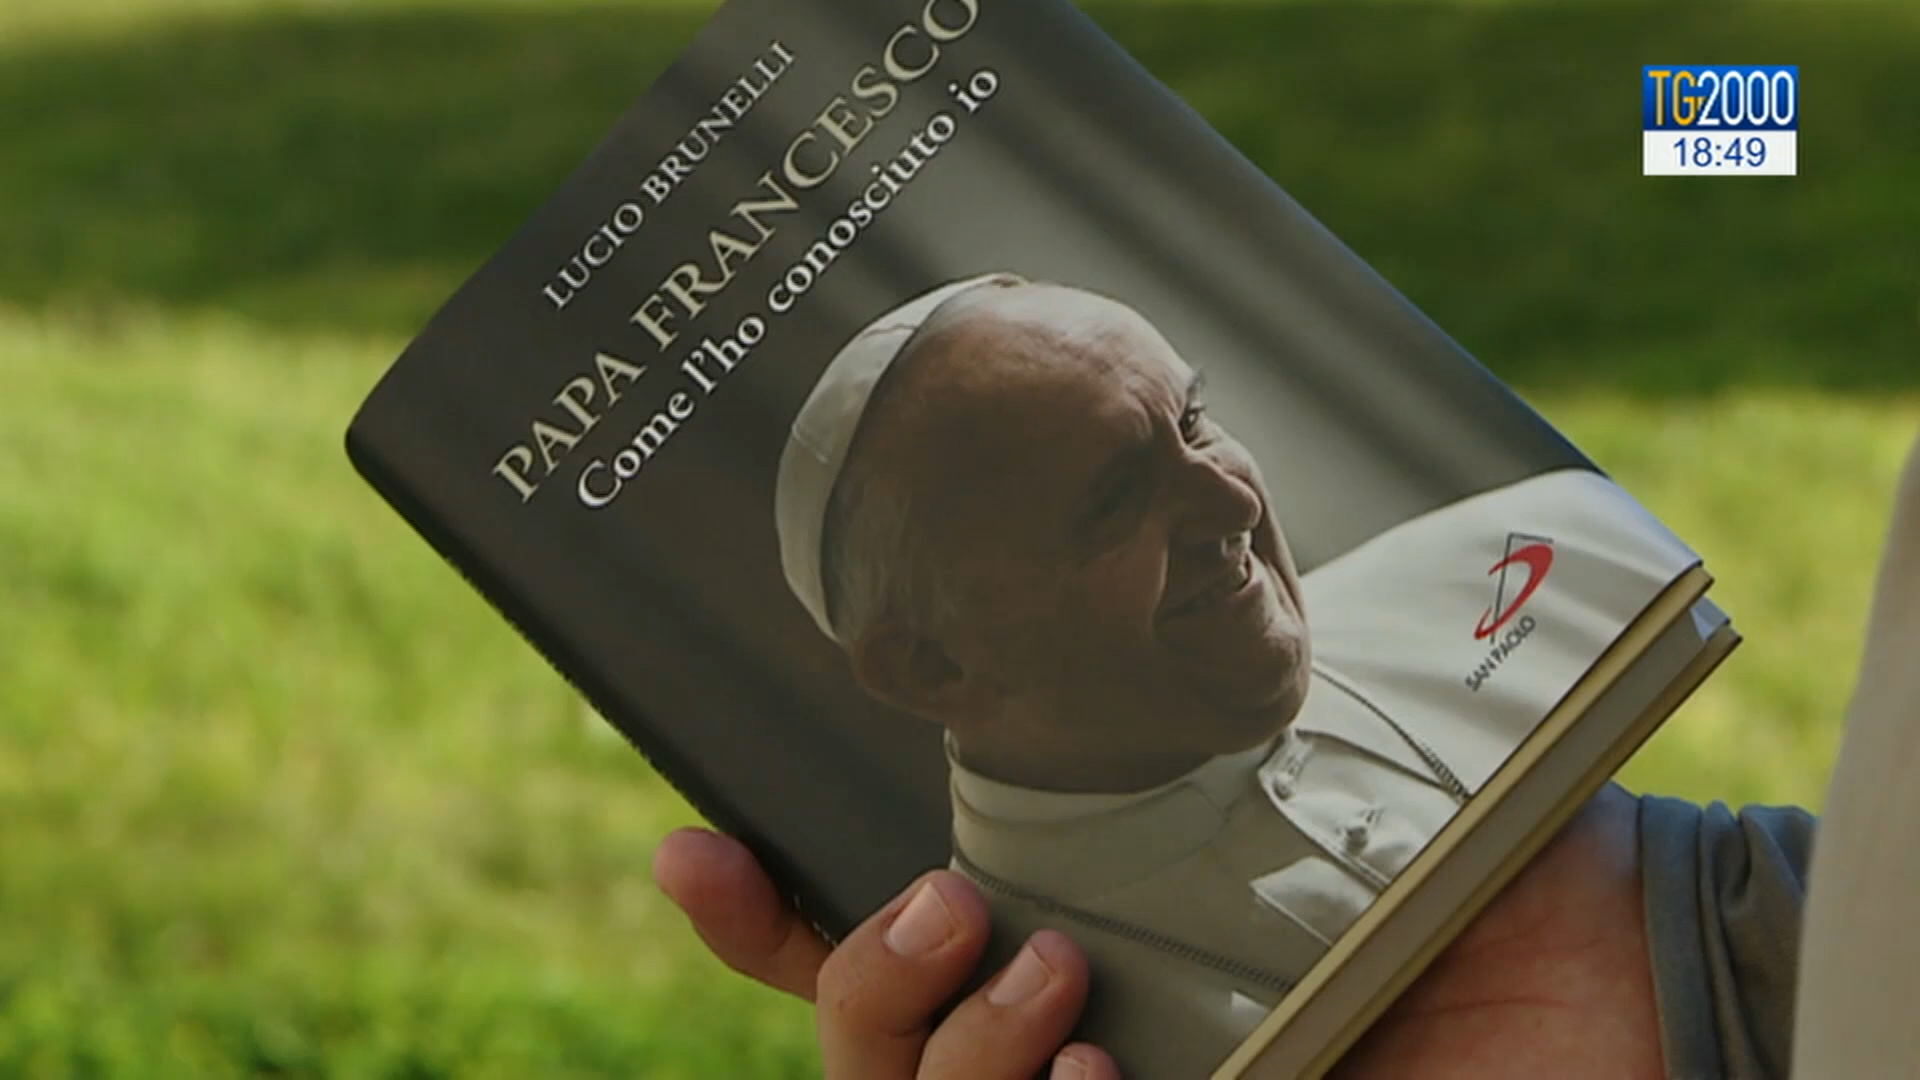 LUCIO BRUNELLI
PAPA FRANCESCO
Come l'ho conosciuto io
SAN PAOLO
TG2000
18:49